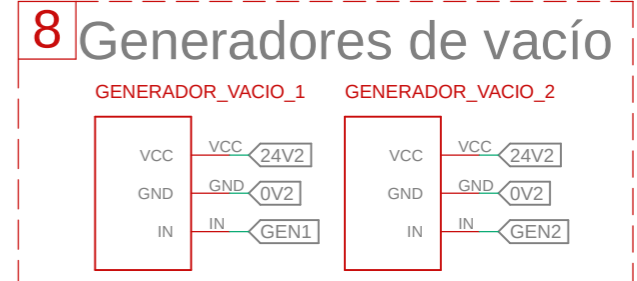 8 Generadores de vacío
GENERADOR_VACIO_1 GENERADOR_VACIO_2
VCC VCC 24V2 VCC VCC 24V2
GND GND 0V2 GND GND 0V2
IN IN GEN1 IN IN GEN2